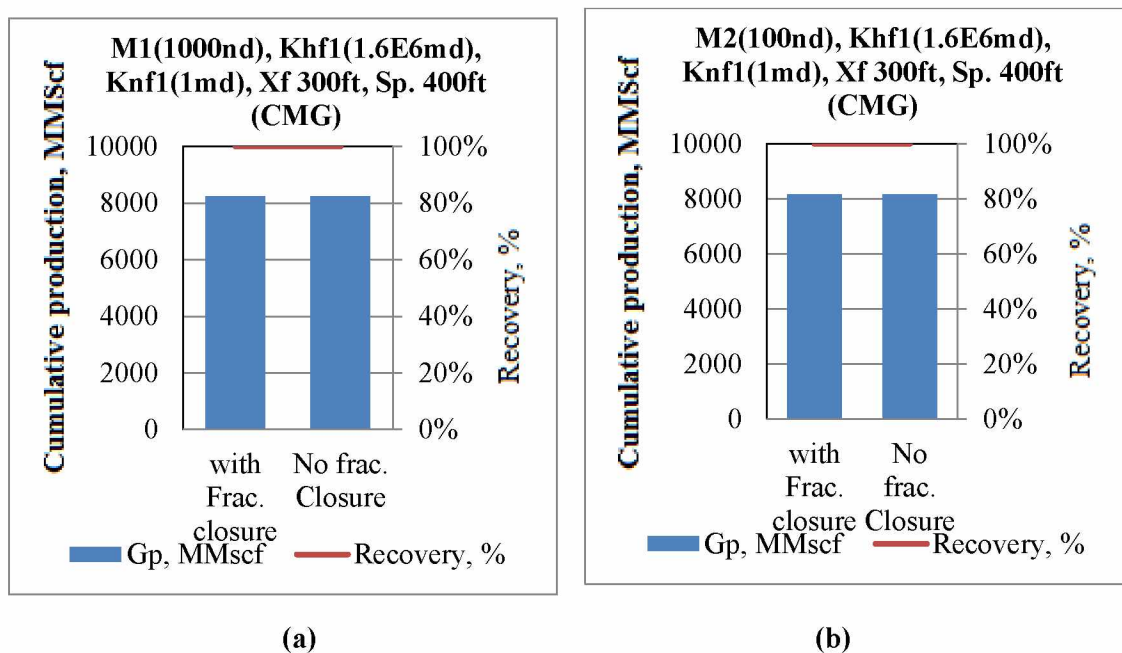 M1(1000nd), Khf1(1.6E6md),
Knf1(1md), Xf 300ft, Sp. 400ft
(CMG)
Cumulative production, MMScf
10000
8000
6000
4000
2000
0
100%
80%
60%
40%
20%
0%
Recovery, %
with
Frac.
closure
No frac.
Closure
Gp, MMscf
Recovery, %
(a)
M2(100nd), Khf1(1.6E6md),
Knf1(1md), Xf 300ft, Sp. 400ft
(CMG)
Cumulative production, MMScf
10000
8000
6000
4000
2000
0
100%
80%
60%
40%
20%
0%
Recovery, %
with
Frac.
closure
No
frac.
Closure
Gp, MMscf
Recovery, %
(b)